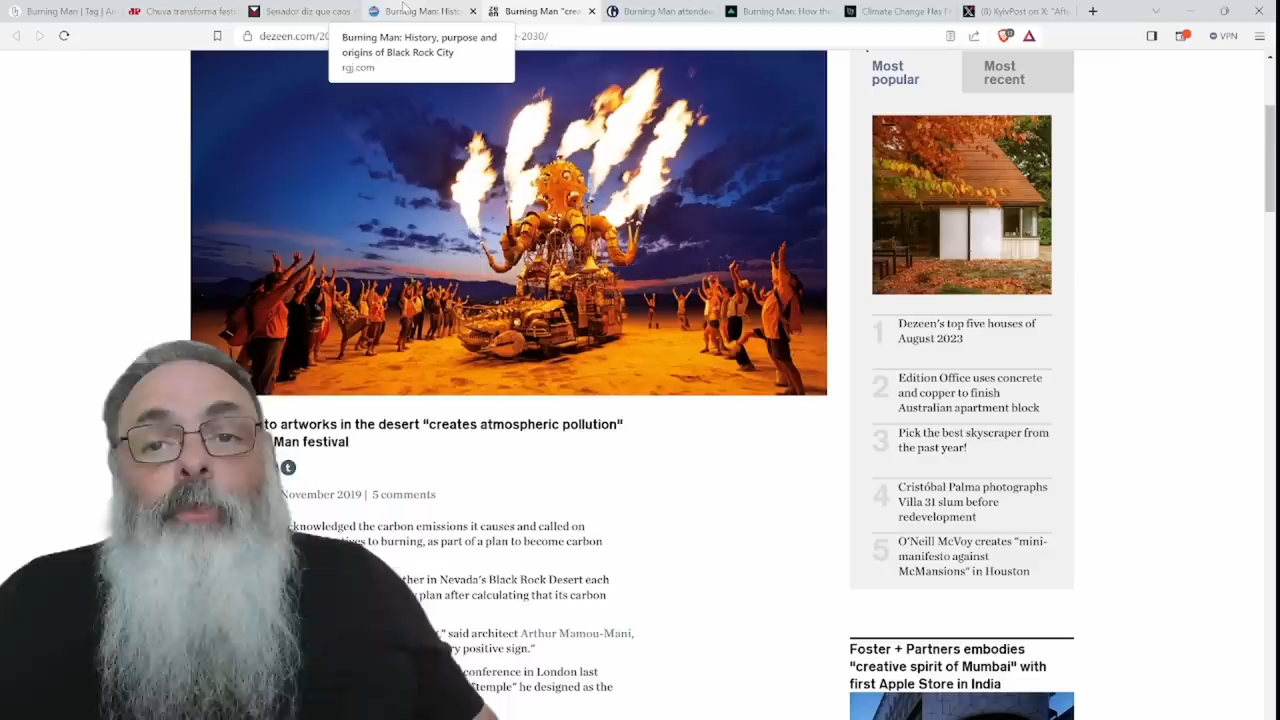 Burning Man | Tag | Ar
Chuva transforma festi
Senador diz que caos
Burning Man: Histo
Burning Man "cre
Burning Man attendee
Burning Man: How the
Climate Change Has F
(8) KyivPost on X: "Afte
dezeen.com/20
e-2030/
VPN
Burning Man: History, purpose and
origins of Black Rock City
rgj.com
Most
popular
Most
recent
1 Dezeen's top five houses of
August 2023
2 Edition Office uses concrete
and copper to finish
Australian apartment block
3 Pick the best skyscraper from
the past year!
4 Cristóbal Palma photographs
Villa 31 slum before
redevelopment
5 O'Neill McVoy creates "mini-
manifesto against
McMansions" in Houston
to artworks in the desert "creates atmospheric pollution"
Man festival
t
November 2019 | 5 comments
cknowledged the carbon emissions it causes and called on
tives to burning, as part of a plan to become carbon
ther in Nevada's Black Rock Desert each
plan after calculating that its carbon
," said architect Arthur Mamou-Mani,
ry positive sign."
conference in London last
"temple" he designed as the
Foster + Partners embodies
"creative spirit of Mumbai" with
first Apple Store in India